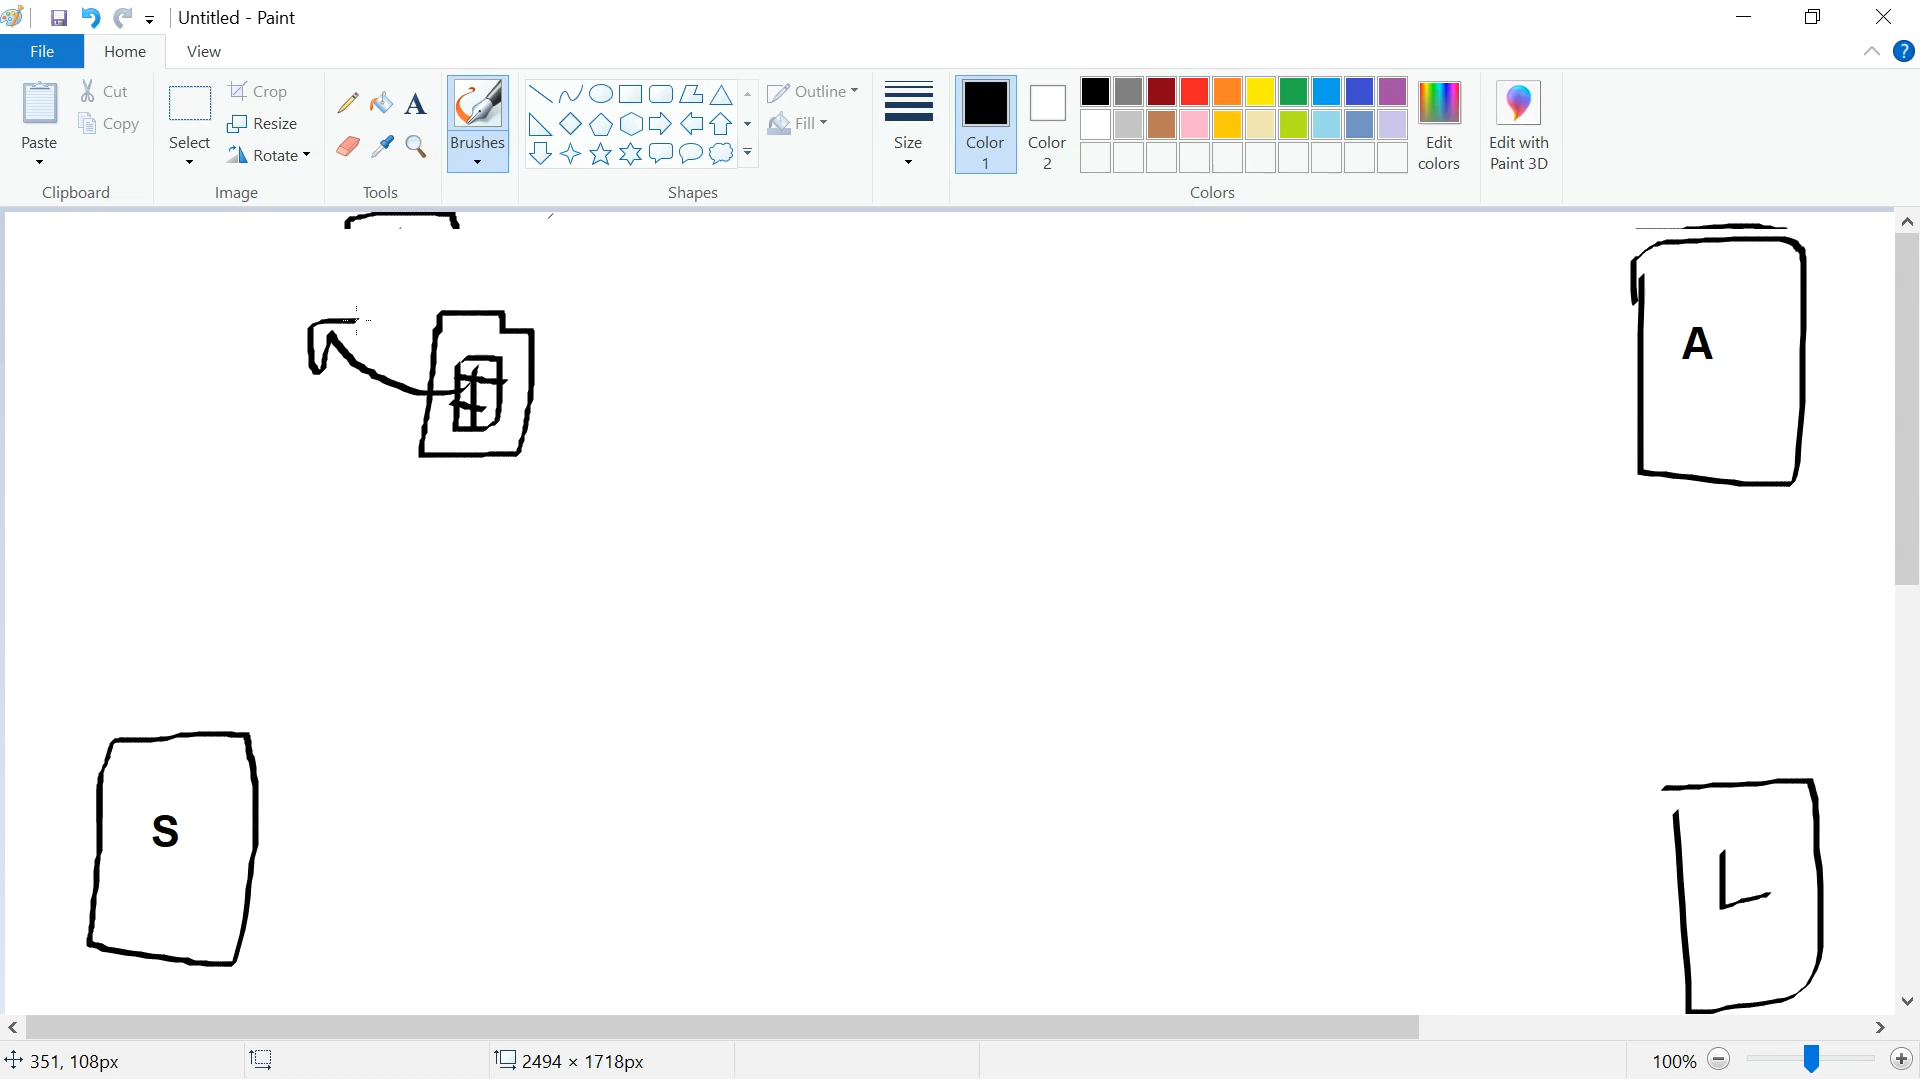 Untitled - Paint
File Home View
Paste Cut Copy Select Crop Resize Rotate Brushes Outline Fill Size Color 1 Color 2 Edit colors Edit with Paint 3D
Clipboard Image Tools Shapes Colors
A
S
L
351, 108px 2494 × 1718px 100%